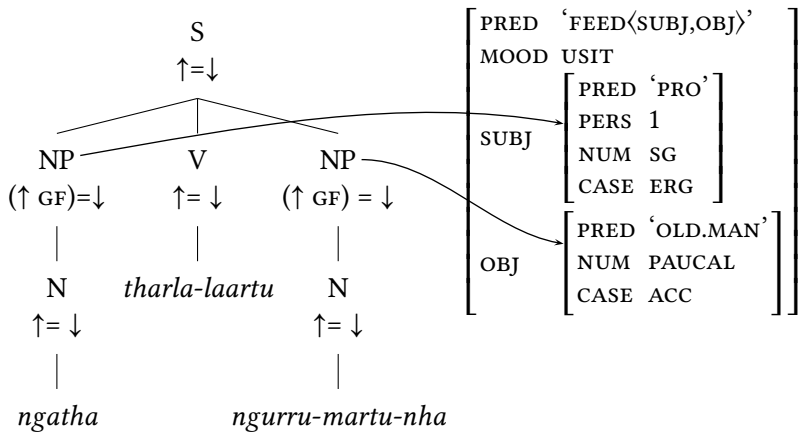 S
↑=↓
NP V NP
(↑ GF)=↓ ↑= ↓ (↑ GF) = ↓
N tharla-laartu N
↑= ↓ ↑= ↓
ngatha ngurru-martu-nha
PRED ‘FEED⟨SUBJ,OBJ⟩’
MOOD USIT
SUBJ
PRED ‘PRO’
PERS 1
NUM SG
CASE ERG
OBJ
PRED ‘OLD.MAN’
NUM PAUCAL
CASE ACC